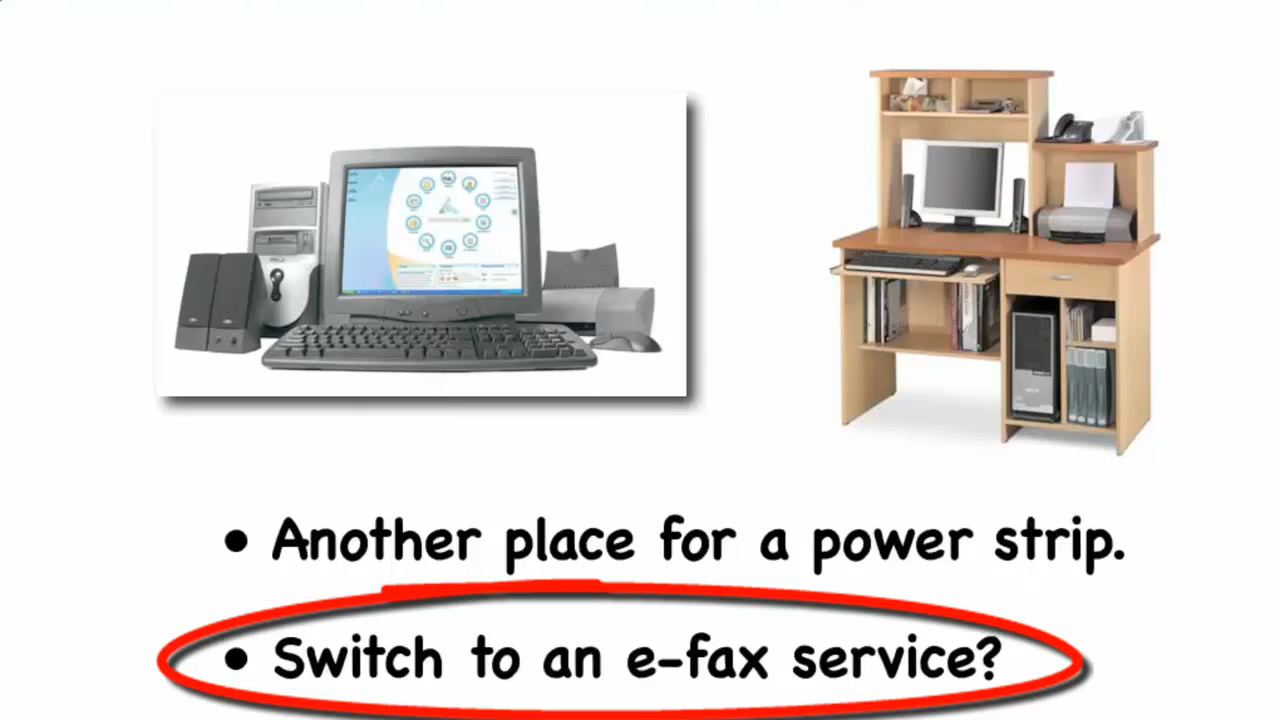 • Another place for a power strip.
• Switch to an e-fax service?